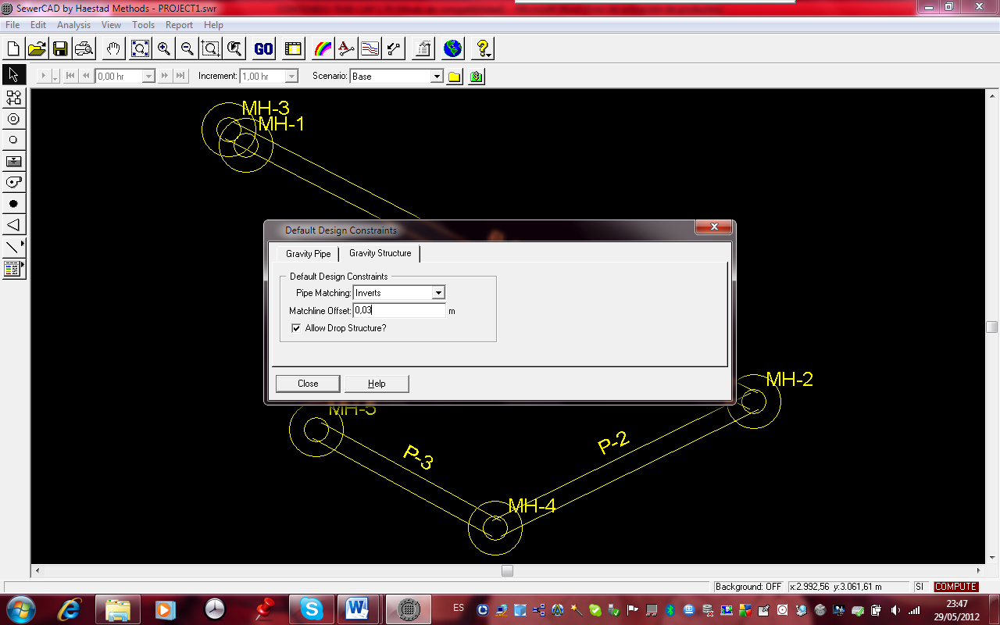 SewerCAD by Haestad Methods - PROJECT1.swr
File Edit Analysis View Tools Report Help
GO
0,00 hr Increment: 1,00 hr Scenario: Base
MH-3
MH-1
Default Design Constraints
Gravity Pipe Gravity Structure
Default Design Constraints
Pipe Matching: Inverts
Matchline Offset: 0,03 m
Allow Drop Structure?
Close Help
MH-2
MH-5
P-3
P-2
MH-4
Background: OFF x:2.992,56 y:3.061,61 m SI COMPUTE
ES
23:47
29/05/2012